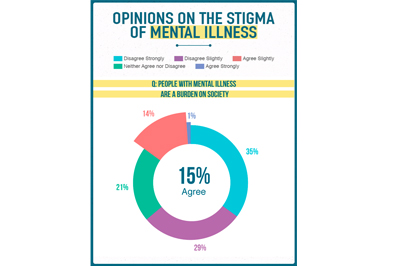 OPINIONS ON THE STIGMA
OF MENTAL ILLNESS
Disagree Strongly Disagree Slightly Agree Slightly
Neither Agree nor Disagree Agree Strongly
Q: PEOPLE WITH MENTAL ILLNESS
ARE A BURDEN ON SOCIETY
14% 1%
35%
15%
Agree
21%
29%